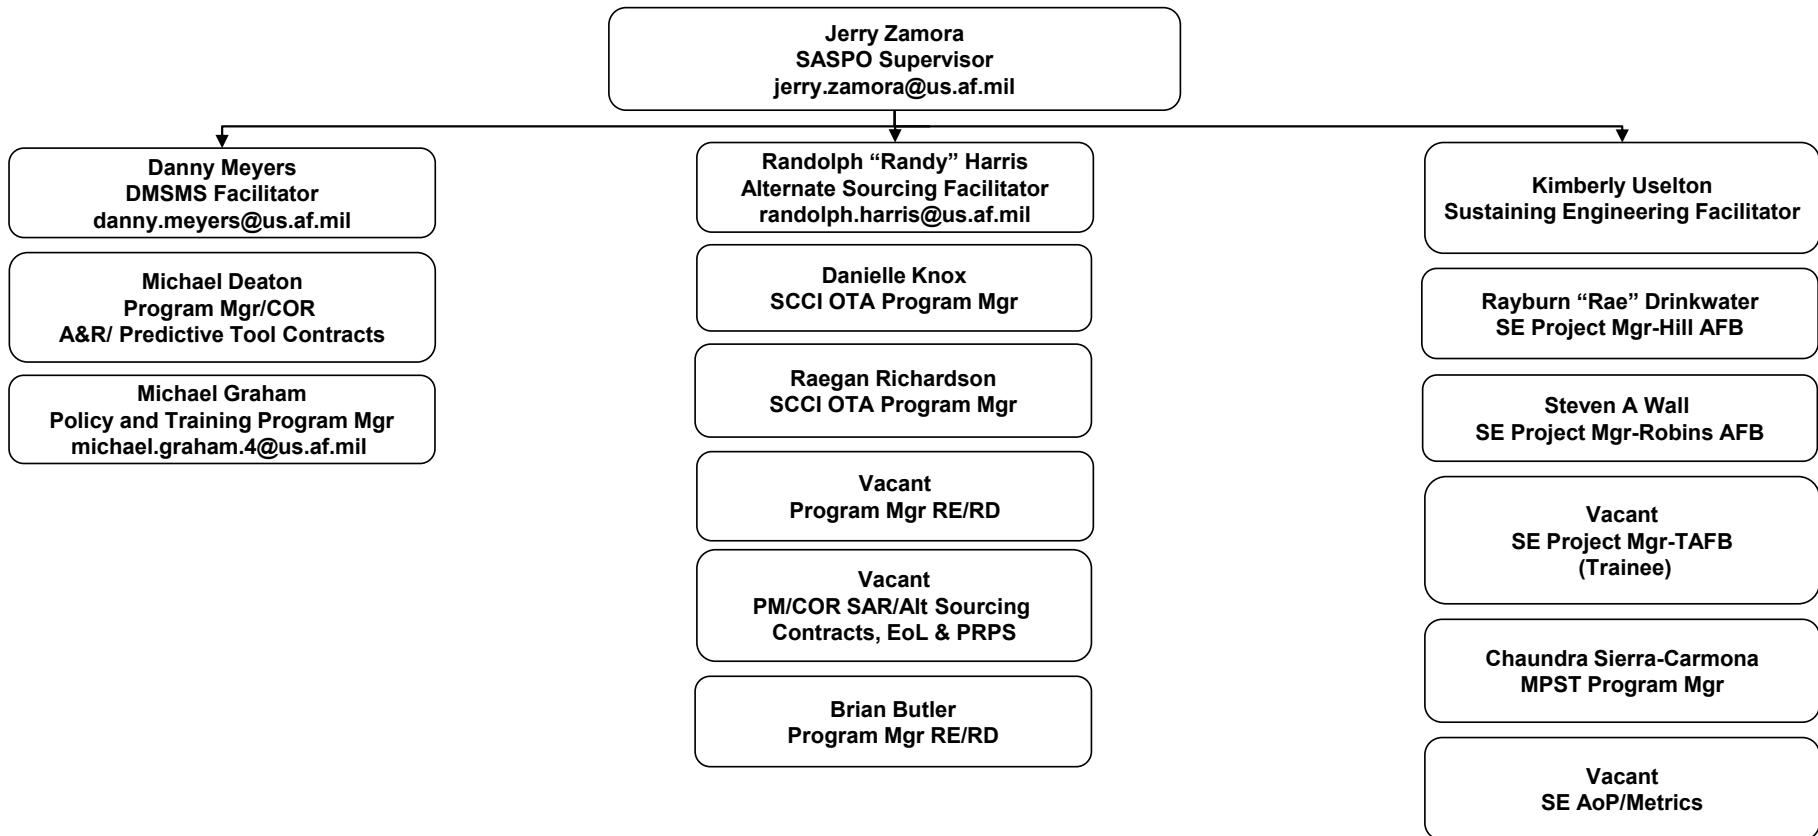 Jerry Zamora
SASPO Supervisor
jerry.zamora@us.af.mil
Danny Meyers
DMSMS Facilitator
danny.meyers@us.af.mil
Michael Deaton
Program Mgr/COR
A&R/ Predictive Tool Contracts
Michael Graham
Policy and Training Program Mgr
michael.graham.4@us.af.mil
Randolph “Randy” Harris
Alternate Sourcing Facilitator
randolph.harris@us.af.mil
Danielle Knox
SCCI OTA Program Mgr
Raegan Richardson
SCCI OTA Program Mgr
Vacant
Program Mgr RE/RD
Vacant
PM/COR SAR/Alt Sourcing
Contracts, EoL & PRPS
Brian Butler
Program Mgr RE/RD
Kimberly Uselton
Sustaining Engineering Facilitator
Rayburn “Rae” Drinkwater
SE Project Mgr-Hill AFB
Steven A Wall
SE Project Mgr-Robins AFB
Vacant
SE Project Mgr-TAFB
(Trainee)
Chaundra Sierra-Carmona
MPST Program Mgr
Vacant
SE AoP/Metrics